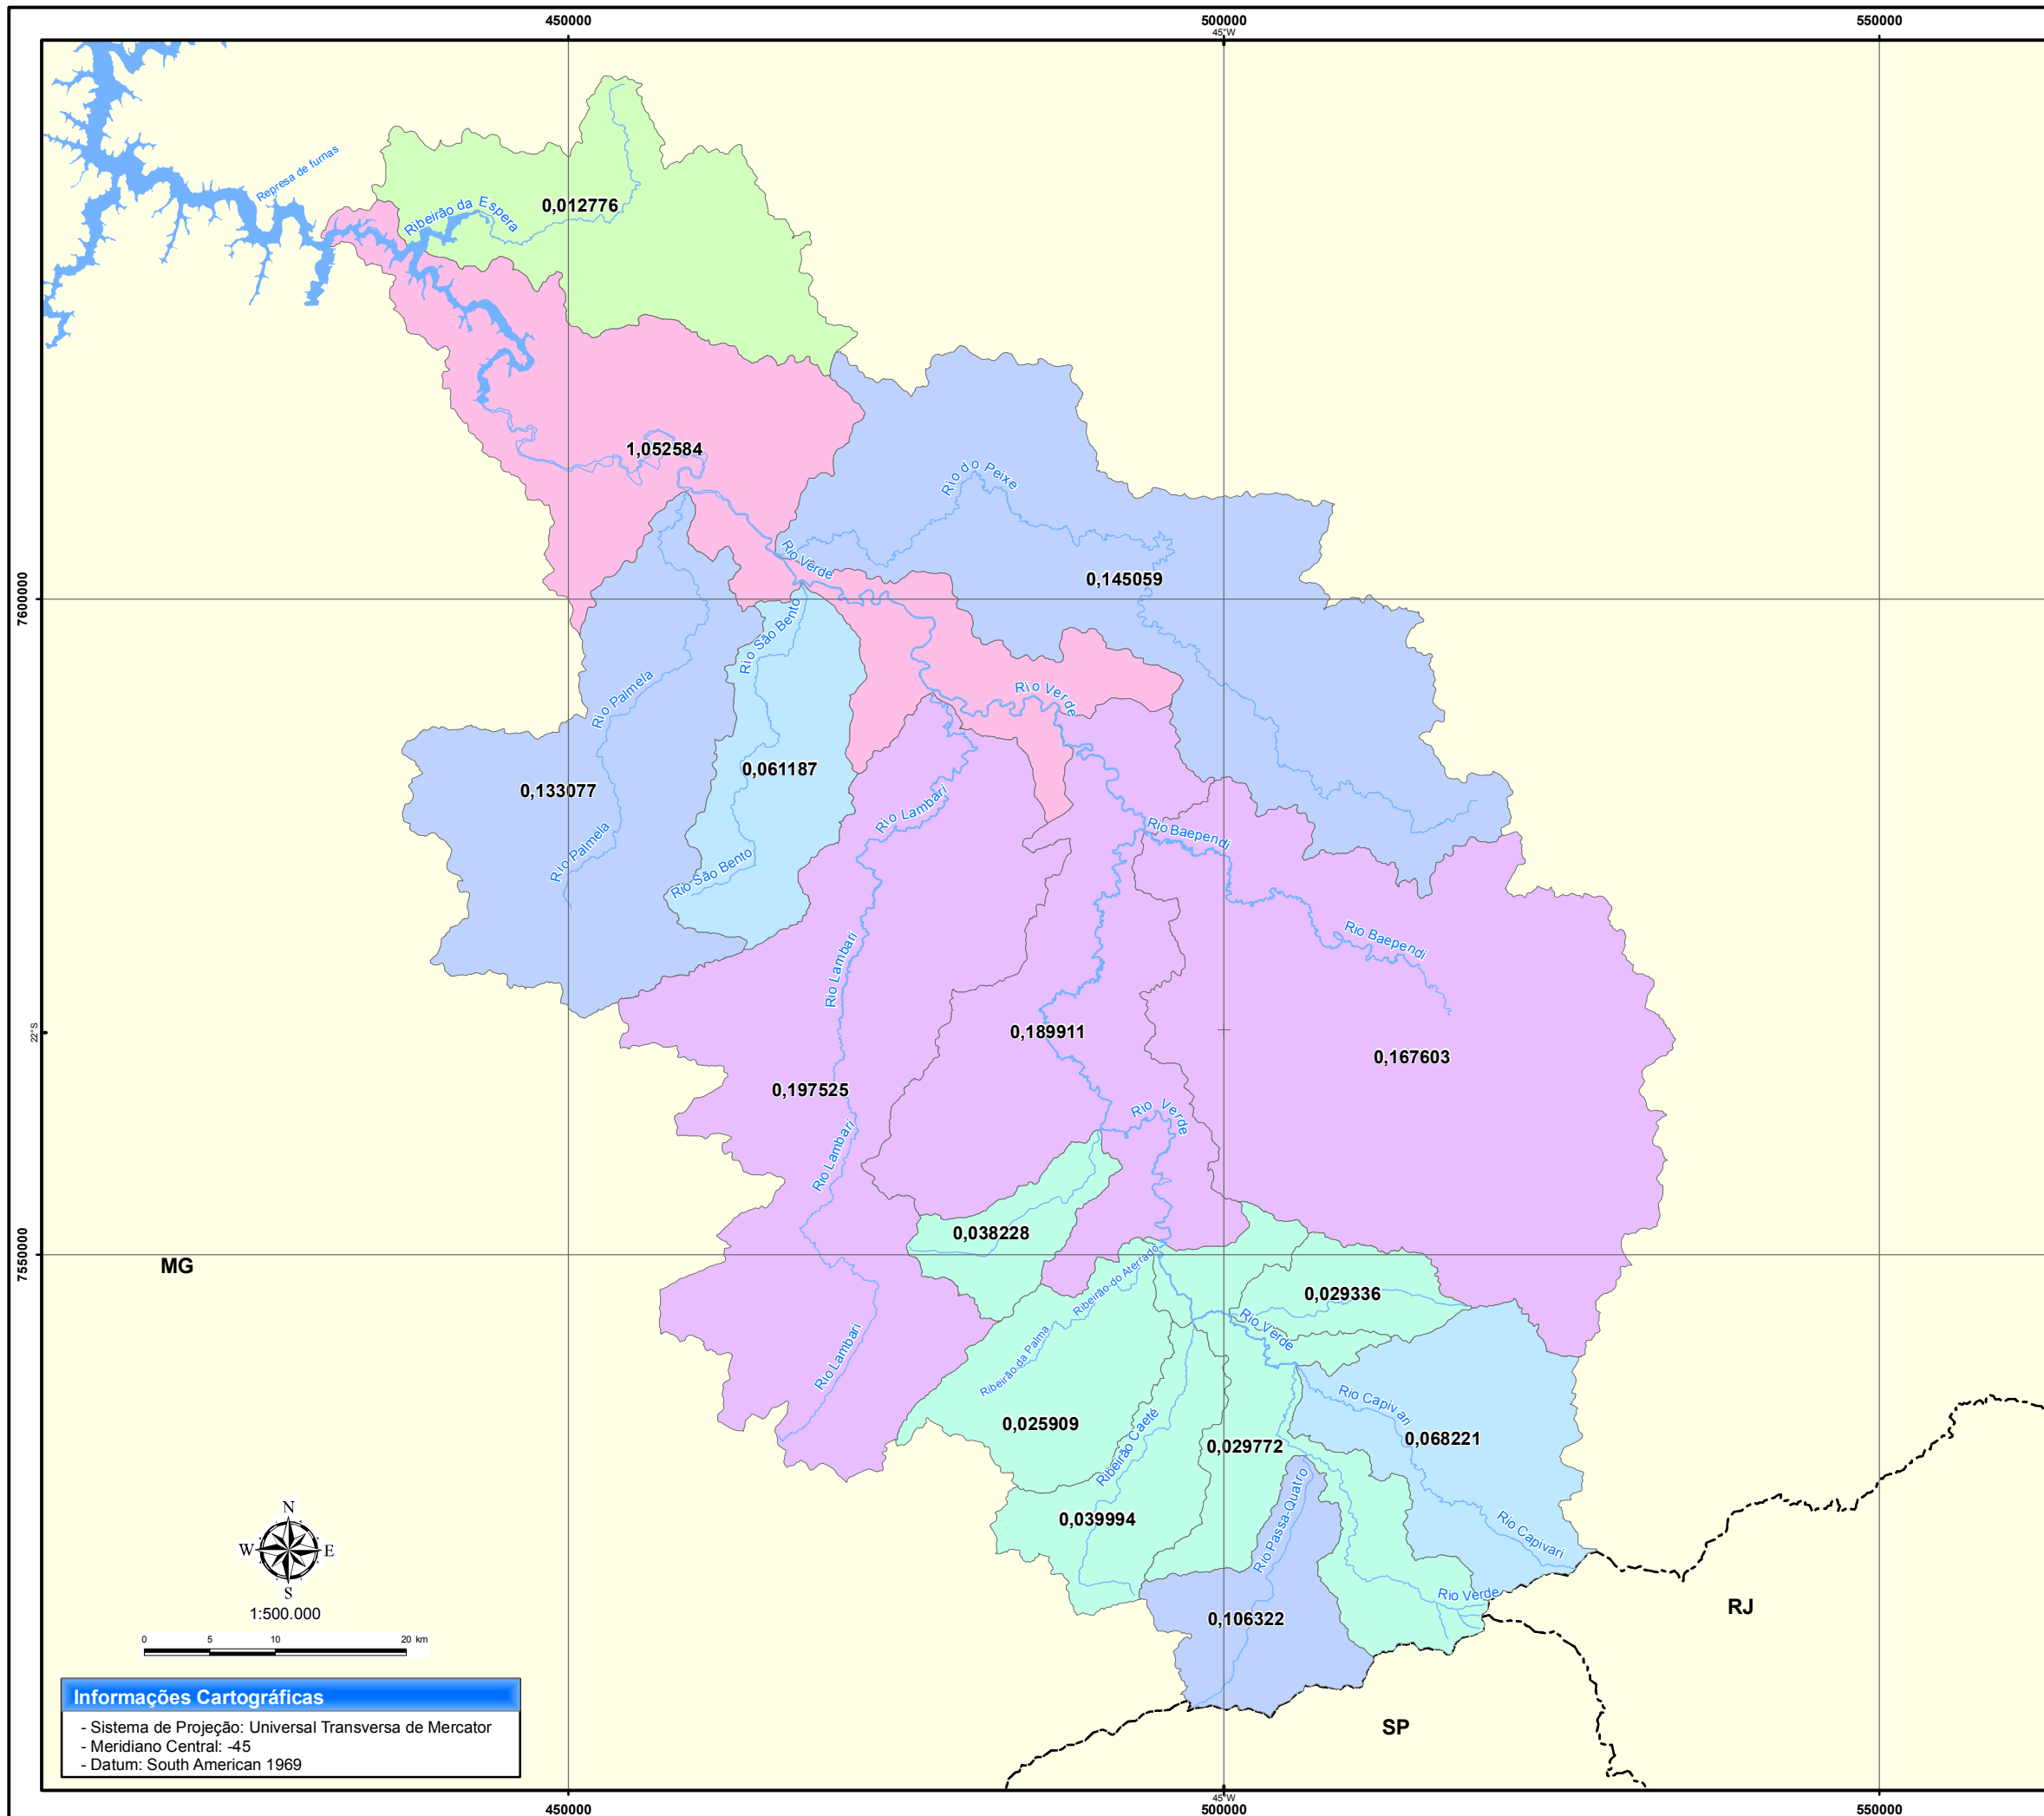 450000
500000
550000
45°W
Represa de furnas
Ribeirão da Espera
0,012776
1,052584
Rio do Peixe
Rio Verde
0,145059
7600000
Rio São Bento
Rio Palmela
Rio Verde
0,061187
0,133077
Rio Lambari
Rio Baependi
Rio Palmela
Rio São Bento
Rio Baependi
Rio Lambari
22°S
0,189911
0,167603
0,197525
Rio Verde
Rio Lambari
0,038228
7550000
MG
Ribeirão do Aterrado
0,029336
Rio Verde
Ribeirão da Palma
Rio Lambari
Rio Capivari
0,025909
0,029772
0,068221
Ribeirão Caeté
Rio Passa-Quatro
0,039994
Rio Capivari
N
W
E
S
Rio Verde
RJ
1:500.000
0,106322
0 5 10 20 km
Informações Cartográficas
SP
- Sistema de Projeção: Universal Transversa de Mercator
- Meridiano Central: -45
- Datum: South American 1969
45°W
450000
500000
550000